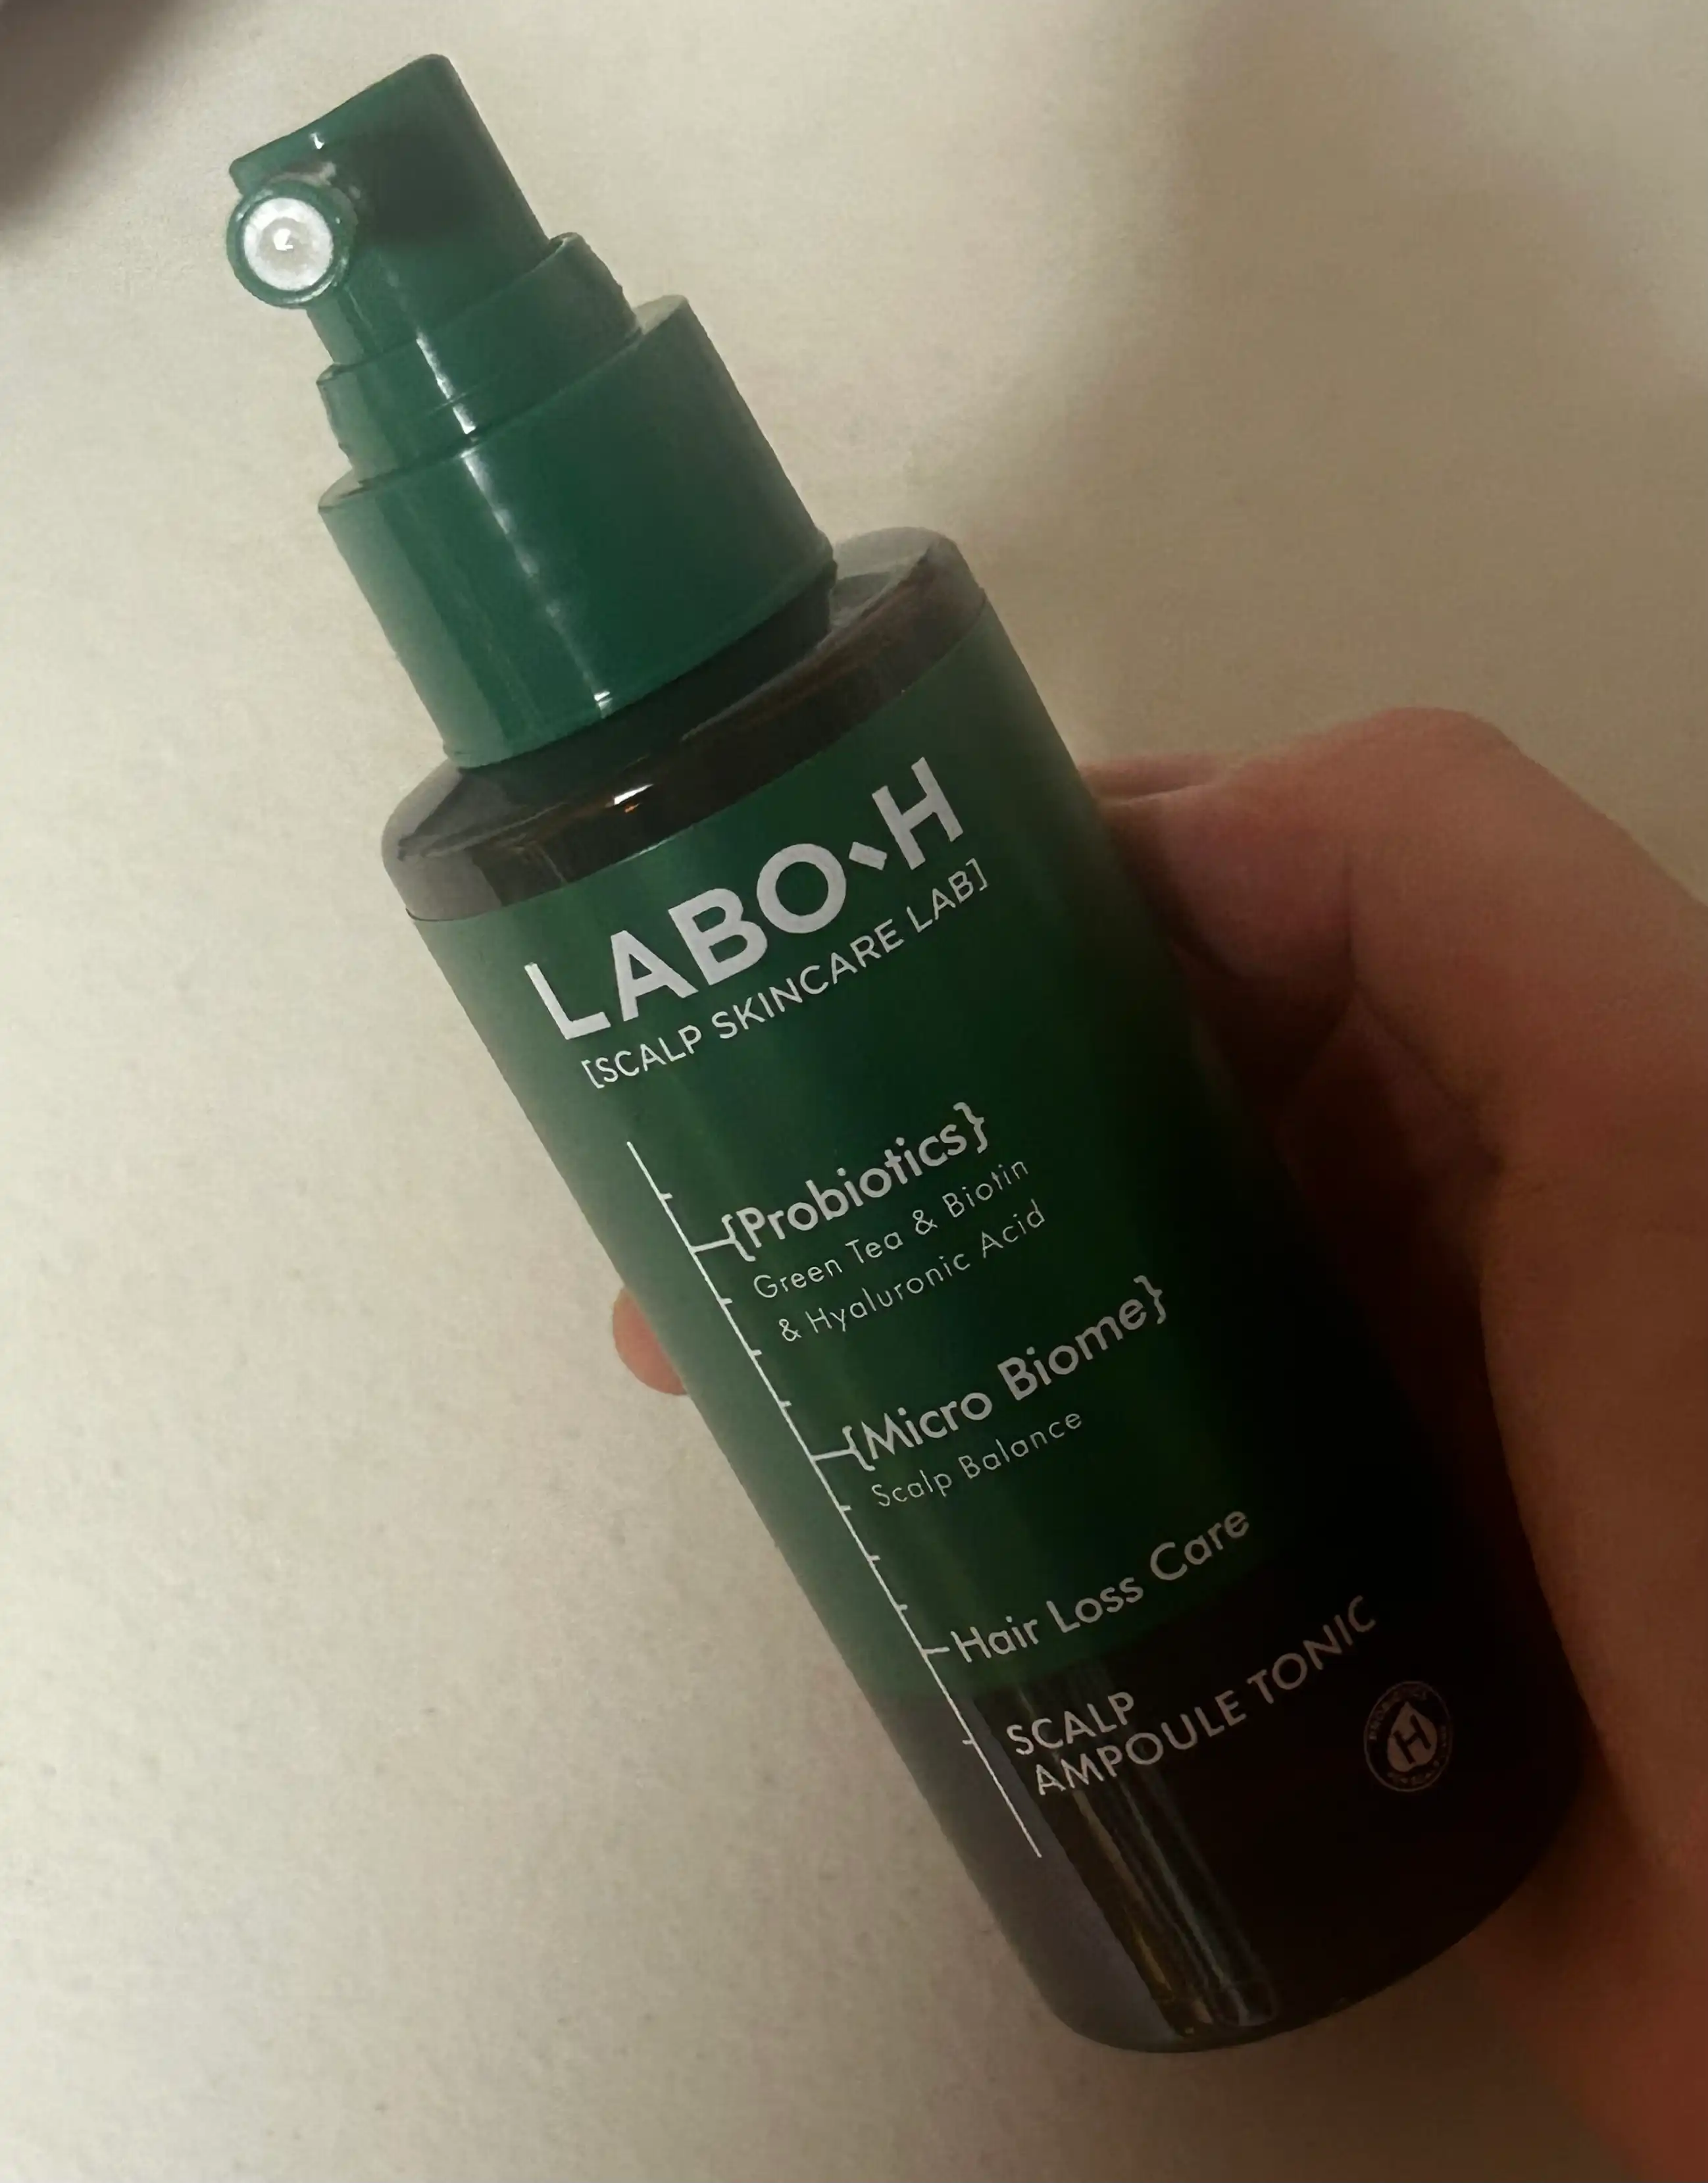 LABO◆H
[SCALP SKINCARE LAB]
{Probiotics}
Green Tea & Biotin
& Hyaluronic Acid
{Micro Biome}
Scalp Balance
Hair Loss Care
SCALP
AMPOULE TONIC
PROBIOTICS
H